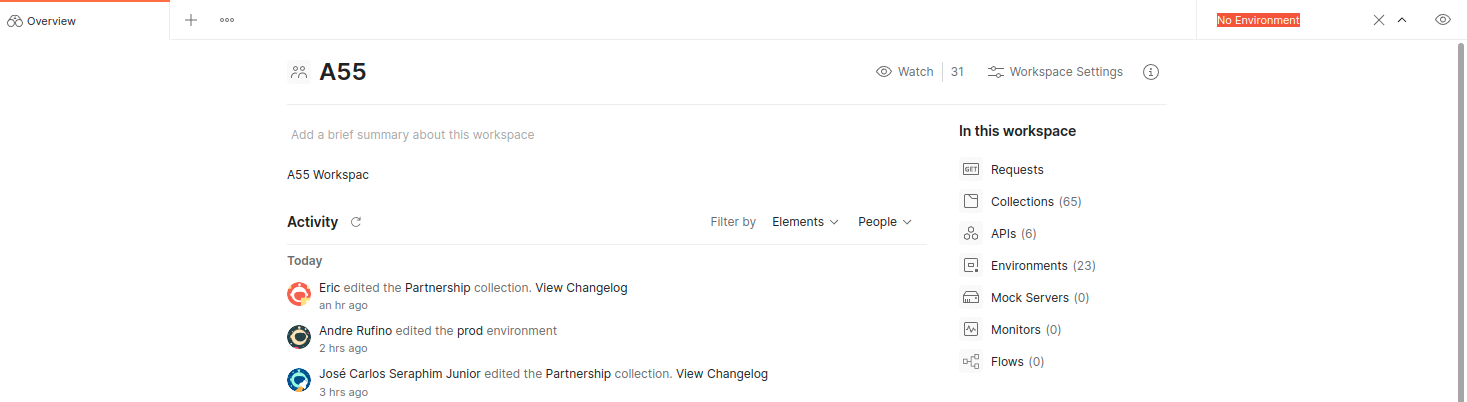 Overview
No Environment
A55
Watch 31 Workspace Settings
Add a brief summary about this workspace
A55 Workspac
Activity Filter by Elements People
Today
Eric edited the Partnership collection. View Changelog
an hr ago
Andre Rufino edited the prod environment
2 hrs ago
José Carlos Seraphim Junior edited the Partnership collection. View Changelog
3 hrs ago
In this workspace
GET Requests
Collections (65)
APIs (6)
Environments (23)
Mock Servers (0)
Monitors (0)
Flows (0)